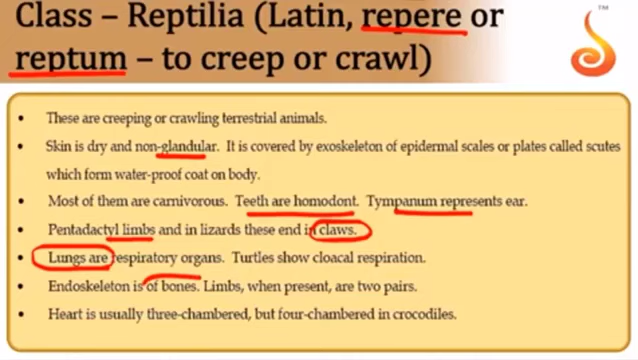 Class – Reptilia (Latin, repere or
reptum – to creep or crawl)
TM
• These are creeping or crawling terrestrial animals.
• Skin is dry and non-glandular. It is covered by exoskeleton of epidermal scales or plates called scutes
which form water-proof coat on body.
• Most of them are carnivorous. Teeth are homodont. Tympanum represents ear.
• Pentadactyl limbs and in lizards these end in claws.
• Lungs are respiratory organs. Turtles show cloacal respiration.
• Endoskeleton is of bones. Limbs, when present, are two pairs.
• Heart is usually three-chambered, but four-chambered in crocodiles.